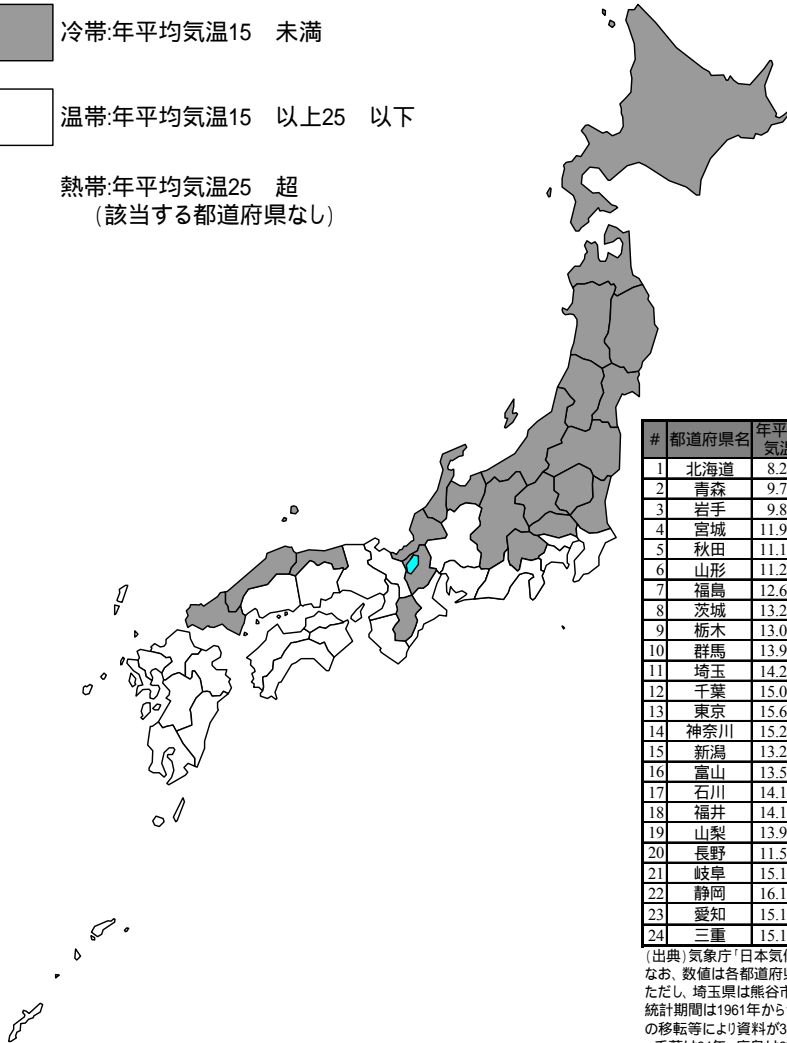 冷帯:年平均気温15　未満
温帯:年平均気温15　以上25　以下
熱帯:年平均気温25　超
(該当する都道府県なし)
# 都道府県名 年平
気温
1 北海道 8.2
2 青森 9.7
3 岩手 9.8
4 宮城 11.9
5 秋田 11.1
6 山形 11.2
7 福島 12.6
8 茨城 13.2
9 栃木 13.0
10 群馬 13.9
11 埼玉 14.2
12 千葉 15.0
13 東京 15.6
14 神奈川 15.2
15 新潟 13.2
16 富山 13.5
17 石川 14.1
18 福井 14.1
19 山梨 13.9
20 長野 11.5
21 岐阜 15.1
22 静岡 16.1
23 愛知 15.1
24 三重 15.1
(出典)気象庁「日本気候
なお、数値は各都道府県
ただし、埼玉県は熊谷市
統計期間は1961年から
の移転等により資料が3